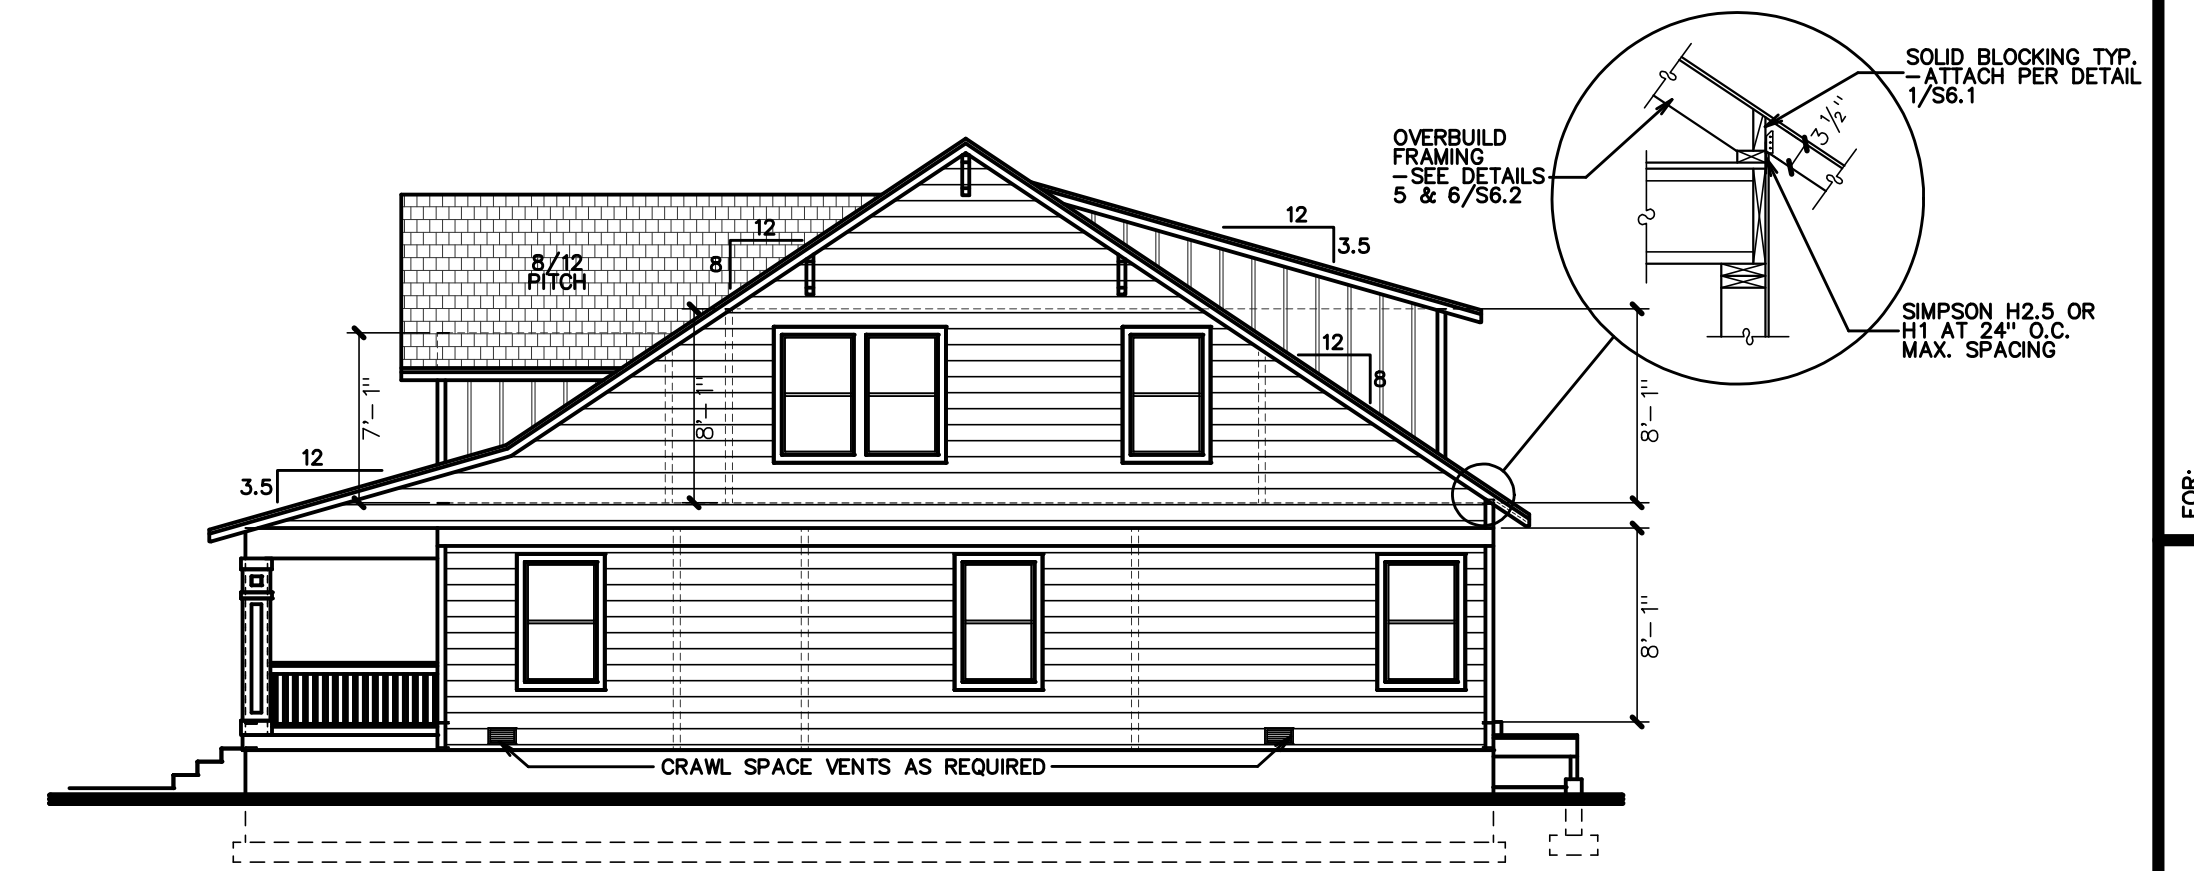 SOLID BLOCKING TYP.
-ATTACH PER DETAIL
1/S6.1
3 1/2"
OVERBUILD
FRAMING
-SEE DETAILS
5 & 6/S6.2
12
3.5
12
8
8/12
PITCH
SIMPSON H2.5 OR
H1 AT 24" O.C.
MAX. SPACING
12
8
7'-1"
8'-1"
8'-1"
12
3.5
FOR:
8'-1"
CRAWL SPACE VENTS AS REQUIRED